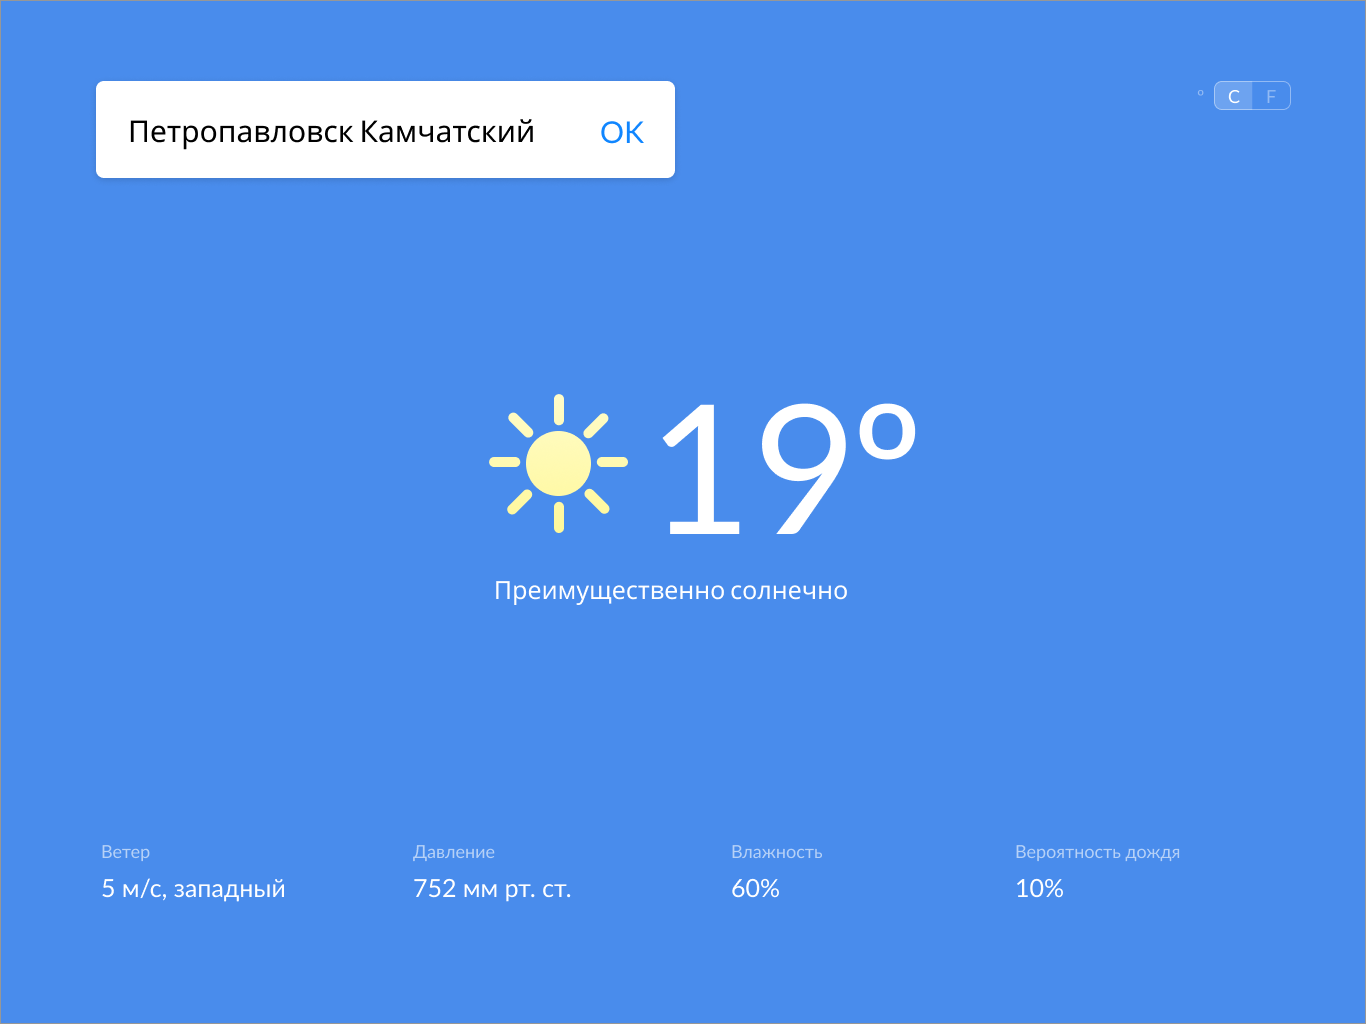 Петропавловск Камчатский OK
° C F
19°
Преимущественно солнечно
Ветер Давление Влажность Вероятность дождя
5 м/с, западный 752 мм рт. ст. 60% 10%